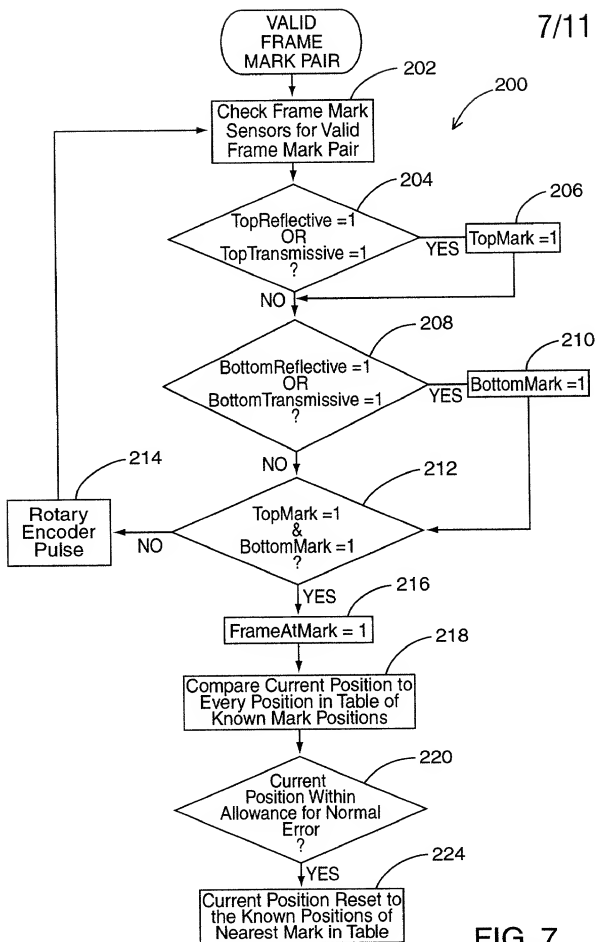 VALID
FRAME
MARK PAIR
7/11
202
200
Check Frame Mark
Sensors for Valid
Frame Mark Pair
204
206
TopReflective =1
OR
TopTransmissive =1
?
YES
TopMark =1
NO
208
210
BottomReflective =1
OR
BottomTransmissive =1
?
YES
BottomMark =1
NO
214
212
Rotary
Encoder
Pulse
NO
TopMark =1
&
BottomMark =1
?
YES
216
FrameAtMark = 1
218
Compare Current Position to
Every Position in Table of
Known Mark Positions
220
Current
Position Within
Allowance for Normal
Error
?
YES
224
Current Position Reset to
the Known Positions of
Nearest Mark in Table
FIG. 7